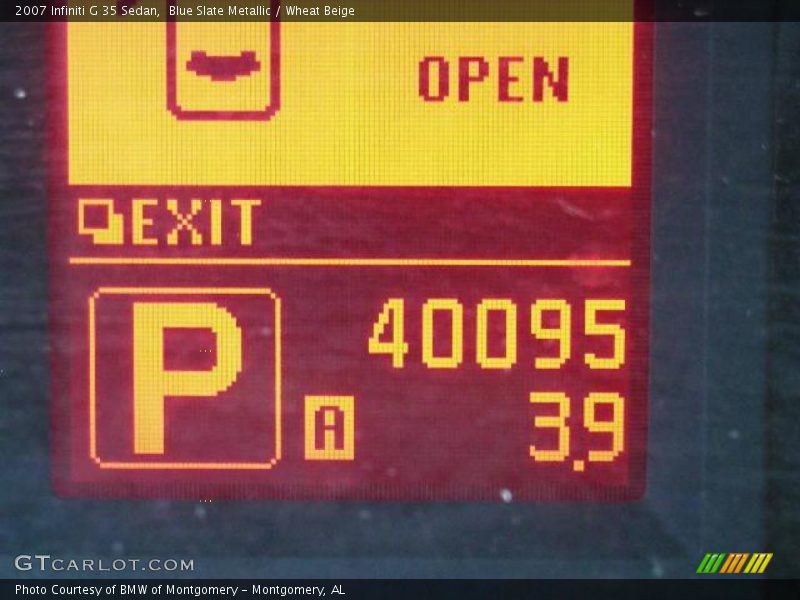 2007 Infiniti G 35 Sedan, Blue Slate Metallic / Wheat Beige
OPEN
EXIT
P
40095
A
3.9
GTCARLOT.COM
Photo Courtesy of BMW of Montgomery – Montgomery, AL